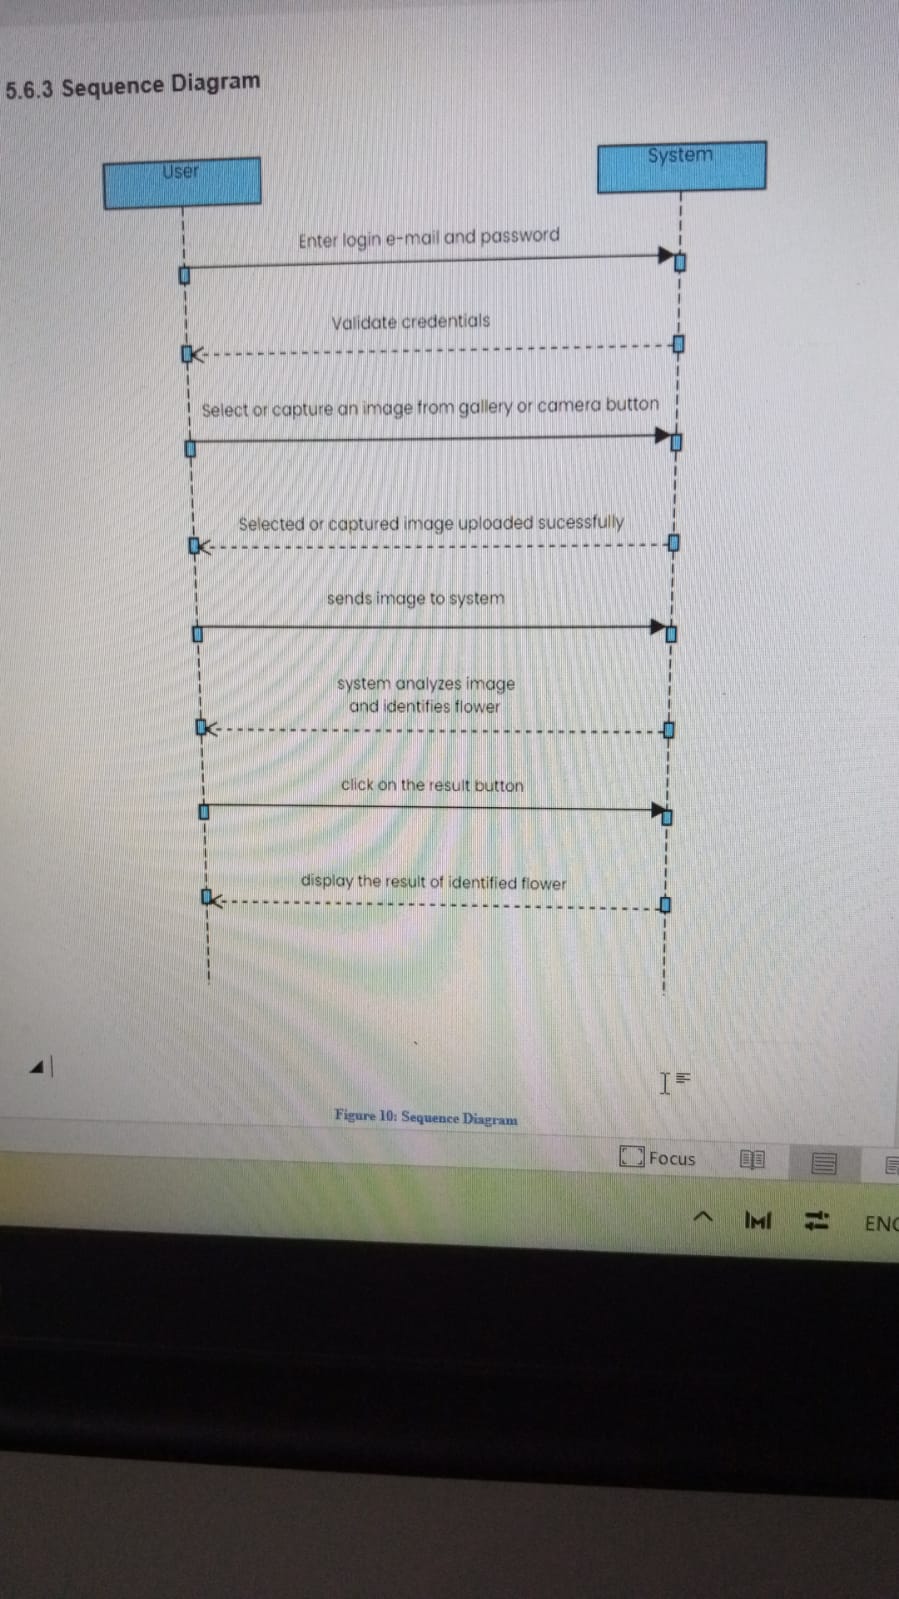 5.6.3 Sequence Diagram
User
System
Enter login e-mail and password
Validate credentials
Select or capture an image from gallery or camera button
Selected or captured image uploaded sucessfully
sends image to system
system analyzes image
and identifies flower
click on the result button
display the result of identified flower
Figure 10: Sequence Diagram
Focus
ENG